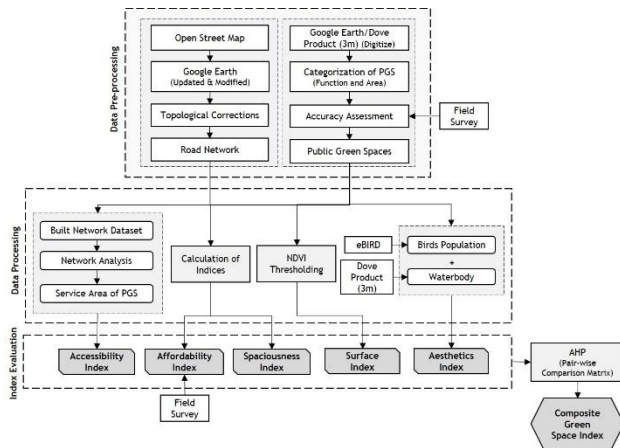 Data Pre-processing
Open Street Map
Google Earth
(Updated & Modified)
Topological Corrections
Road Network
Google Earth/Dove
Product (3m) (Digitize)
Categorization of PGS
(Function and Area)
Accuracy Assessment
Public Green Spaces
Field
Survey
Data Processing
Built Network Dataset
Network Analysis
Service Area of PGS
Calculation of
Indices
NDVI
Thresholding
eBIRD
Dove
Product
(3m)
Birds Population
+
Waterbody
Index Evaluation
Accessibility
Index
Affordability
Index
Spaciousness
Index
Surface
Index
Aesthetics
Index
Field
Survey
AHP
(Pair-wise
Comparison Matrix)
Composite
Green
Space Index